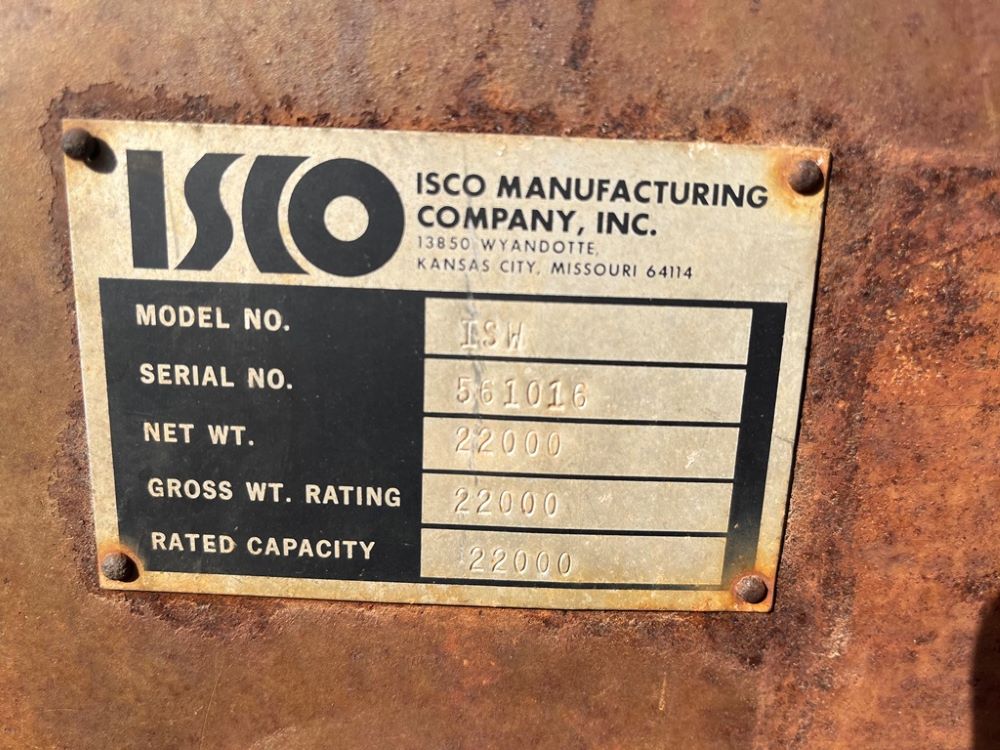 ISCO
ISCO MANUFACTURING
COMPANY, INC.
13850 WYANDOTTE,
KANSAS CITY, MISSOURI 64114
MODEL NO. ISW
SERIAL NO. 561016
NET WT. 22000
GROSS WT. RATING 22000
RATED CAPACITY 22000